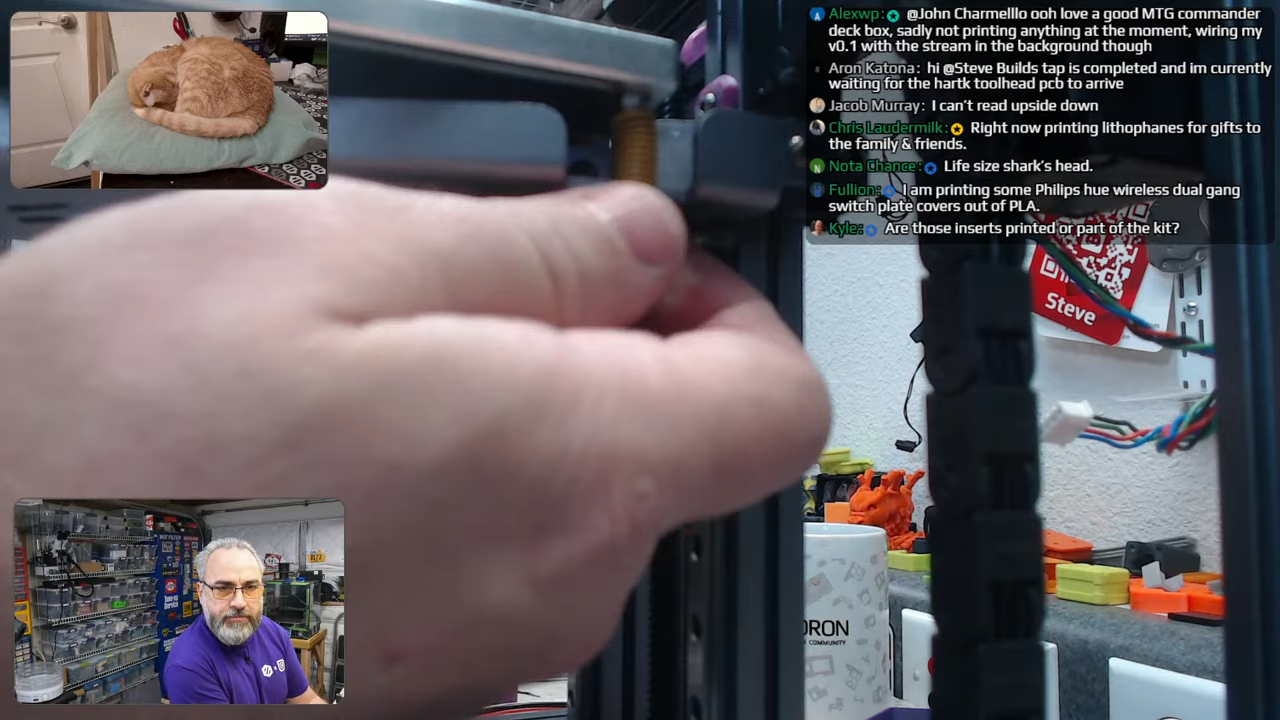 Alexwp: @John Charmelllo ooh love a good MTG commander
deck box, sadly not printing anything at the moment, wiring my
v0.1 with the stream in the background though
Aron Katona: hi @Steve Builds tap is completed and im currently
waiting for the hartk toolhead pcb to arrive
Jacob Murray: I can't read upside down
Chris Laudermilk: Right now printing lithophanes for gifts to
the family & friends.
Nota Chance: Life size shark's head.
Fullion: I am printing some Philips hue wireless dual gang
switch plate covers out of PLA.
Kyle: Are those inserts printed or part of the kit?
Steve
ORON
COMMUNITY